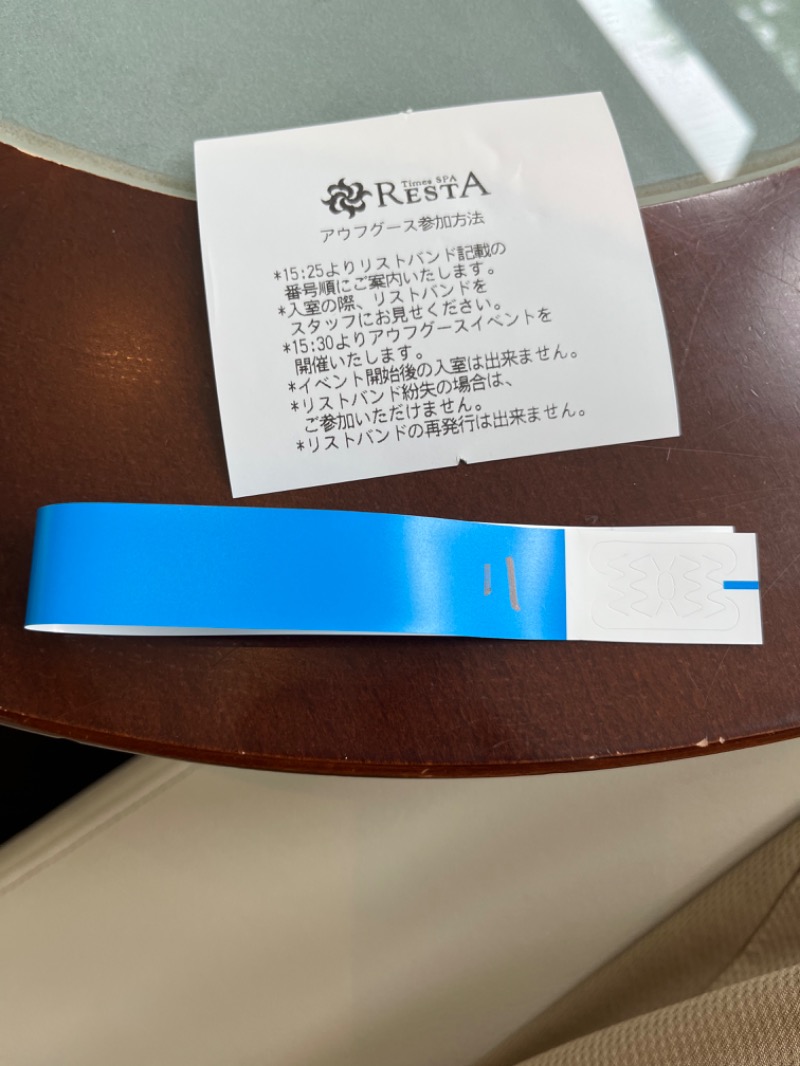 Times SPA
RESTA
アウフグース参加方法
*15:25よりリストバンド記載の
番号順にご案内いたします。
*入室の際、リストバンドを
スタッフにお見せください。
*15:30よりアウフグースイベントを
開催いたします。
*イベント開始後の入室は出来ません。
*リストバンド紛失の場合は、
ご参加いただけません。
*リストバンドの再発行は出来ません。